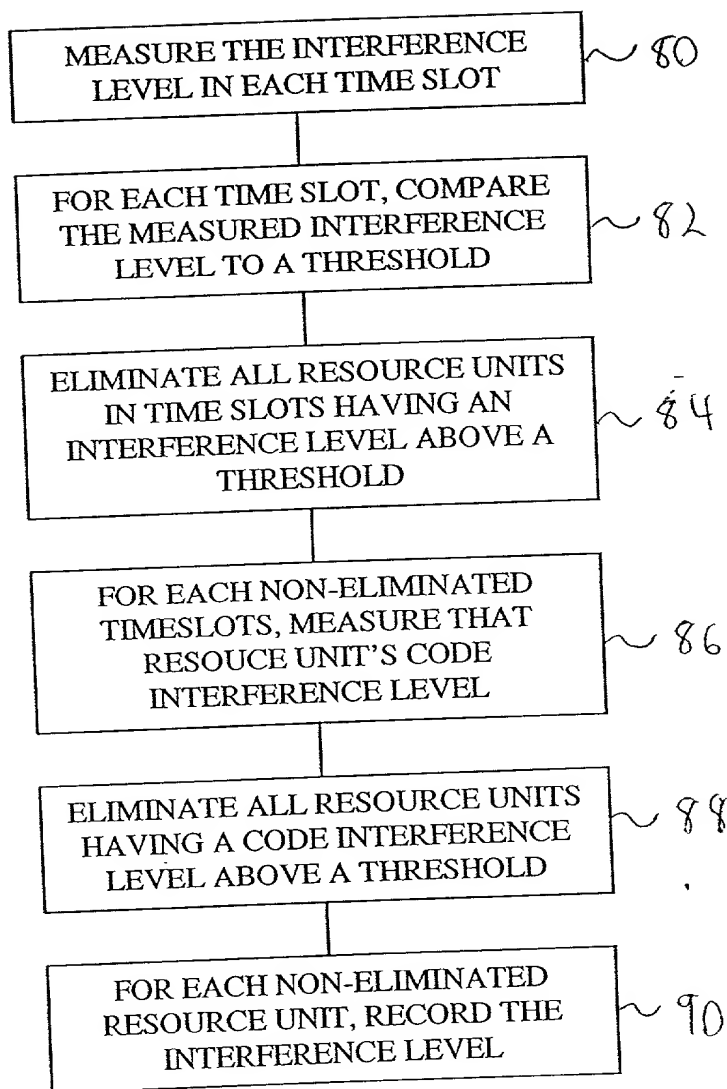 MEASURE THE INTERFERENCE
LEVEL IN EACH TIME SLOT
80
FOR EACH TIME SLOT, COMPARE
THE MEASURED INTERFERENCE
LEVEL TO A THRESHOLD
82
ELIMINATE ALL RESOURCE UNITS
IN TIME SLOTS HAVING AN
INTERFERENCE LEVEL ABOVE A
THRESHOLD
84
FOR EACH NON-ELIMINATED
TIMESLOTS, MEASURE THAT
RESOUCE UNIT'S CODE
INTERFERENCE LEVEL
86
ELIMINATE ALL RESOURCE UNITS
HAVING A CODE INTERFERENCE
LEVEL ABOVE A THRESHOLD
88
FOR EACH NON-ELIMINATED
RESOURCE UNIT, RECORD THE
INTERFERENCE LEVEL
90